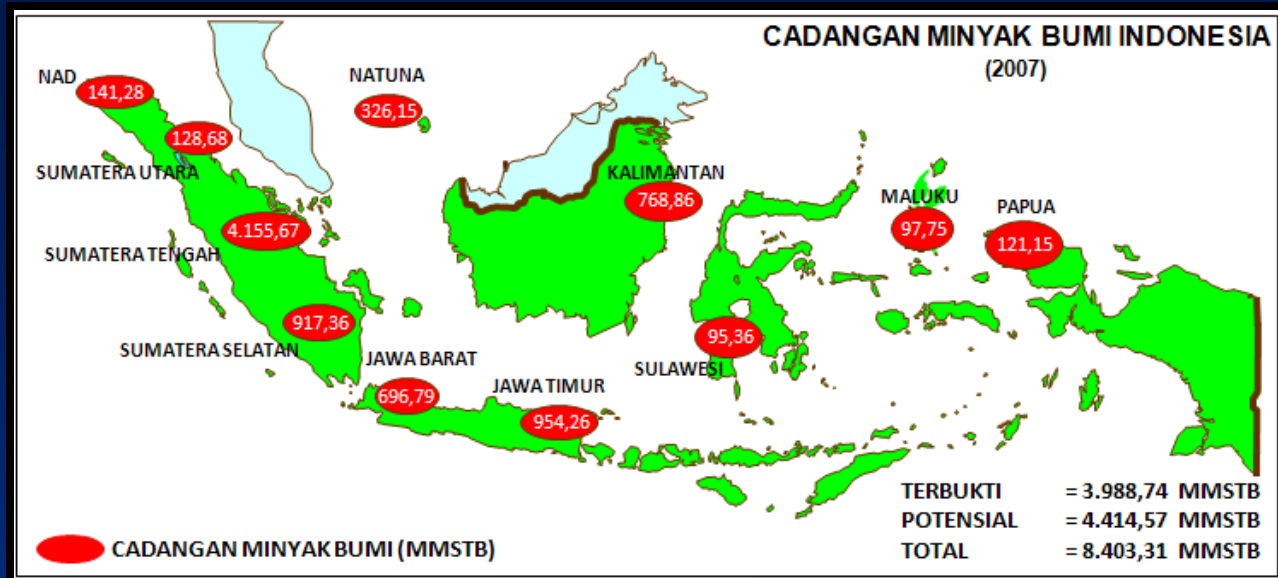 CADANGAN MINYAK BUMI INDONESIA
(2007)
NAD
141,28
NATUNA
326,15
128,68
SUMATERA UTARA
KALIMANTAN
768,86
MALUKU
97,75
PAPUA
121,15
4.155,67
SUMATERA TENGAH
917,36
SUMATERA SELATAN
95,36
SULAWESI
JAWA BARAT
696,79
JAWA TIMUR
954,26
TERBUKTI = 3.988,74 MMSTB
POTENSIAL = 4.414,57 MMSTB
TOTAL = 8.403,31 MMSTB
CADANGAN MINYAK BUMI (MMSTB)